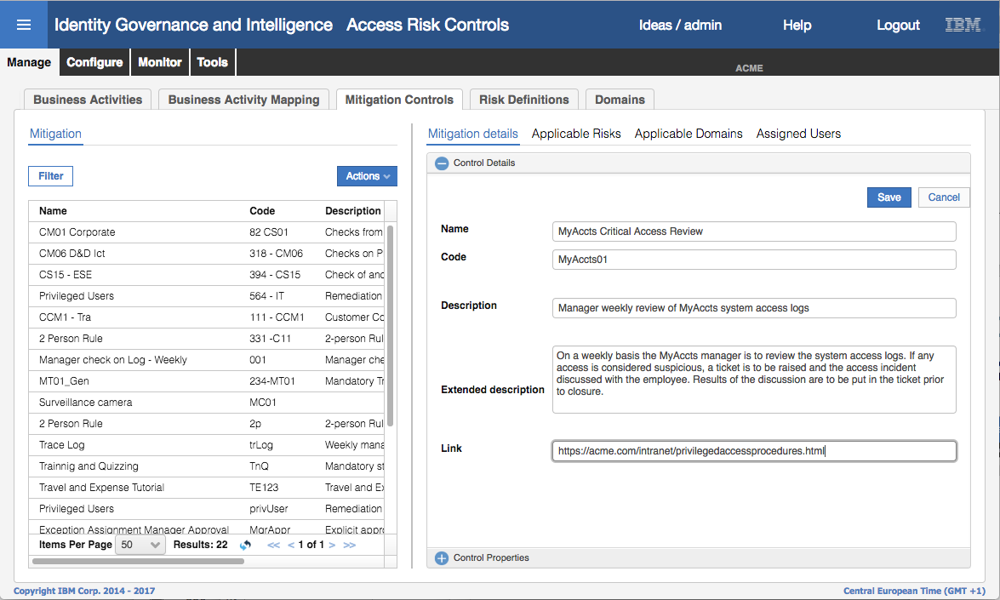 Identity Governance and Intelligence Access Risk Controls Ideas / admin Help Logout IBM
Manage Configure Monitor Tools ACME
Business Activities Business Activity Mapping Mitigation Controls Risk Definitions Domains
Mitigation
Filter Actions
Name Code Description
CM01 Corporate 82 CS01 Checks from
CM06 D&D Ict 318 - CM06 Checks on P
CS15 - ESE 394 - CS15 Check of and
Privileged Users 564 - IT Remediation
CCM1 - Tra 111 - CCM1 Customer Co
2 Person Rule 331 -C11 2-person Rul
Manager check on Log - Weekly 001 Manager che
MT01_Gen 234-MT01 Mandatory Tr
Surveillance camera MC01
2 Person Rule 2p 2-person Rul
Trace Log trLog Weekly mana
Trainnig and Quizzing TnQ Mandatory st
Travel and Expense Tutorial TE123 Travel and Ex
Privileged Users privUser Remediation
Exception Assignment Manager Approval MgrAppr Explicit appro
Items Per Page 50 Results: 22 << < 1 of 1 > >>
Mitigation details Applicable Risks Applicable Domains Assigned Users
Control Details
Save Cancel
Name MyAccts Critical Access Review
Code MyAccts01
Description Manager weekly review of MyAccts system access logs
Extended description
On a weekly basis the MyAccts manager is to review the system access logs. If any
access is considered suspicious, a ticket is to be raised and the access incident
discussed with the employee. Results of the discussion are to be put in the ticket prior
to closure.
Link https://acme.com/intranet/privilegedaccessprocedures.html
Control Properties
Copyright IBM Corp. 2014 - 2017 Central European Time (GMT +1)